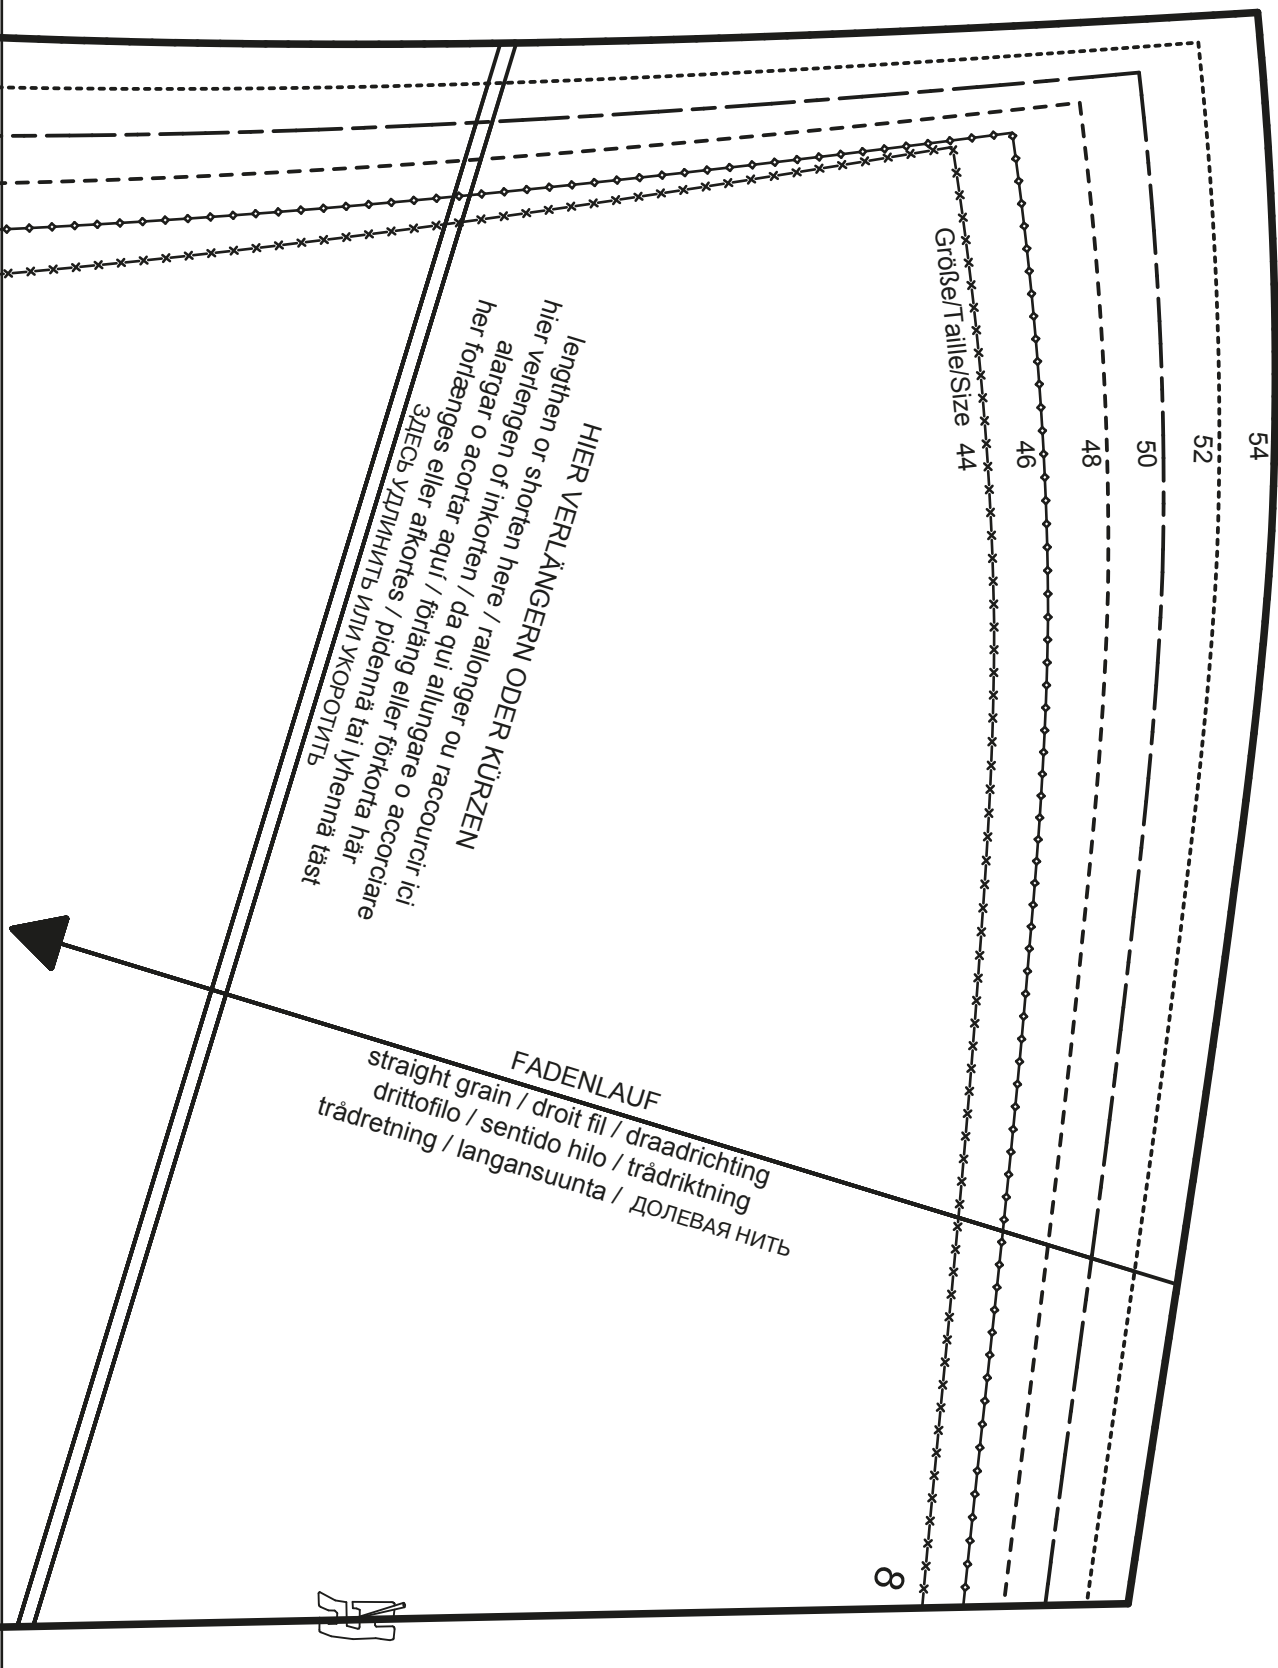 Größe/Taille/Size 44
46
48
50
52
54
HIER VERLÄNGERN ODER KÜRZEN
lengthen or shorten here / rallonger ou raccourcir ici
hier verlengen of inkorten / da qui allungare o accorciare
alargar o acortar aquí / förläng eller förkorta här
her forlænges eller afkortes / pidennä tai lyhennä täst
ЗДЕСЬ УДЛИНИТЬ ИЛИ УКОРОТИТЬ
FADENLAUF
straight grain / droit fil / draadrichting
drittofilo / sentido hilo / trådriktning
trådretning / langansuunta / ДОЛЕВАЯ НИТЬ
8